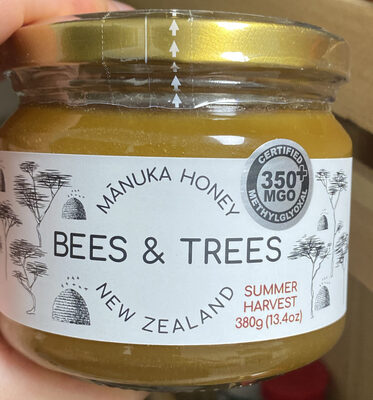 MĀNUKA HONEY
BEES & TREES
NEW ZEALAND
CERTIFIED
350+
MGO
METHYLGLYOXAL
SUMMER
HARVEST
380g (13.4oz)